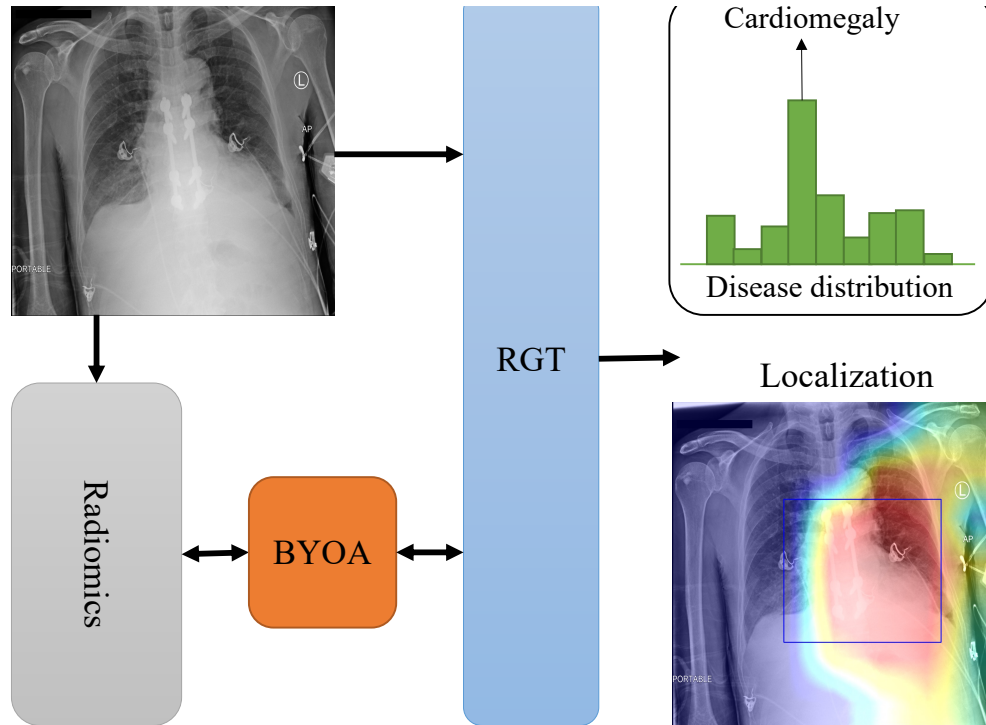 Cardiomegaly
Disease distribution
L
AP
PORTABLE
RGT
Localization
Radiomics
BYOA
L
AP
PORTABLE